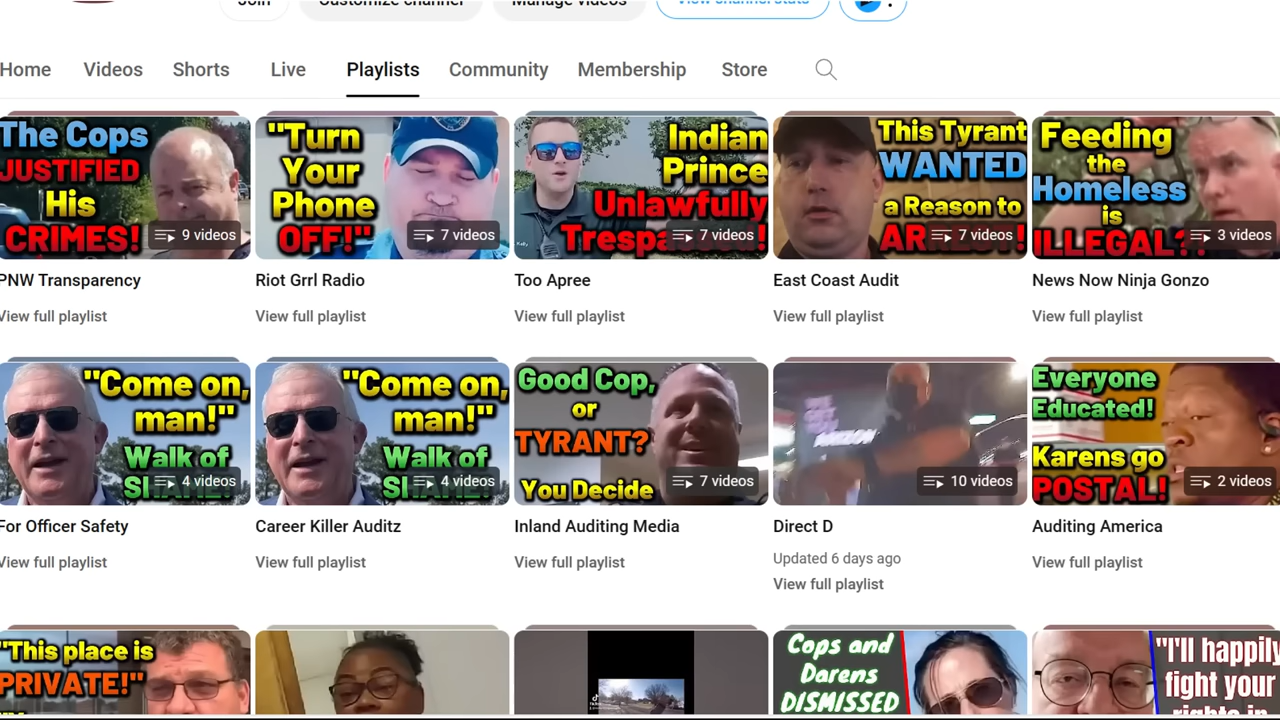 Join
Customize channel
Manage videos
View channel stats
Home
Videos
Shorts
Live
Playlists
Community
Membership
Store
The Cops
JUSTIFIED
His
CRIMES!
9 videos
PNW Transparency
View full playlist
"Turn
Your
Phone
OFF!"
7 videos
Riot Grrl Radio
View full playlist
Indian
Prince
Unlawfully
Trespa
!
7 videos
Too Apree
View full playlist
This Tyrant
WANTED
a Reason to
AR
!
7 videos
East Coast Audit
View full playlist
Feeding
the
Homeless
is
ILLEGAL?
3 videos
News Now Ninja Gonzo
View full playlist
"Come on,
man!"
Walk of
4 videos
For Officer Safety
View full playlist
"Come on,
man!"
Walk of
4 videos
Career Killer Auditz
View full playlist
Good Cop,
or
TYRANT?
You Decide
7 videos
Inland Auditing Media
View full playlist
10 videos
Direct D
Updated 6 days ago
View full playlist
Everyone
Educated!
Karens go
POSTAL!
2 videos
Auditing America
View full playlist
"This place is
PRIVATE!"
Cops and
Darens
DISMISSED
"I'll happily
fight your
rights in